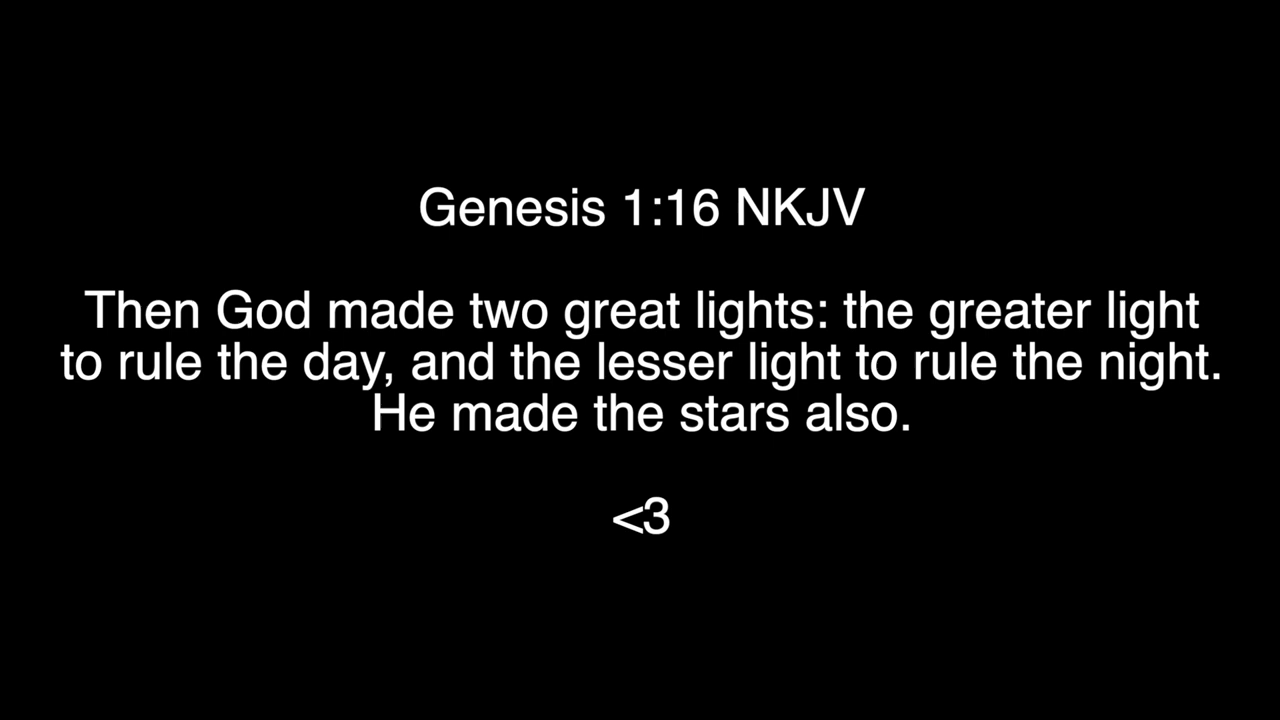 Genesis 1:16 NKJV
Then God made two great lights: the greater light
to rule the day, and the lesser light to rule the night.
He made the stars also.
<3